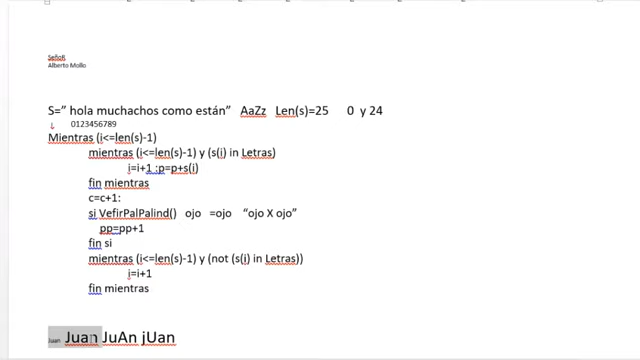 SeñoR
Alberto Mollo
S=" hola muchachos como están" AaZz Len(s)=25 0 y 24
0123456789
Mientras (i<=len(s)-1)
mientras (i<=len(s)-1) y (s(i) in Letras)
i=i+1 :p=p+s(i)
fin mientras
c=c+1:
si VefirPalPalind() ojo =ojo "ojo X ojo"
pp=pp+1
fin si
mientras (i<=len(s)-1) y (not (s(i) in Letras))
i=i+1
fin mientras
Juan Juan JuAn jUan